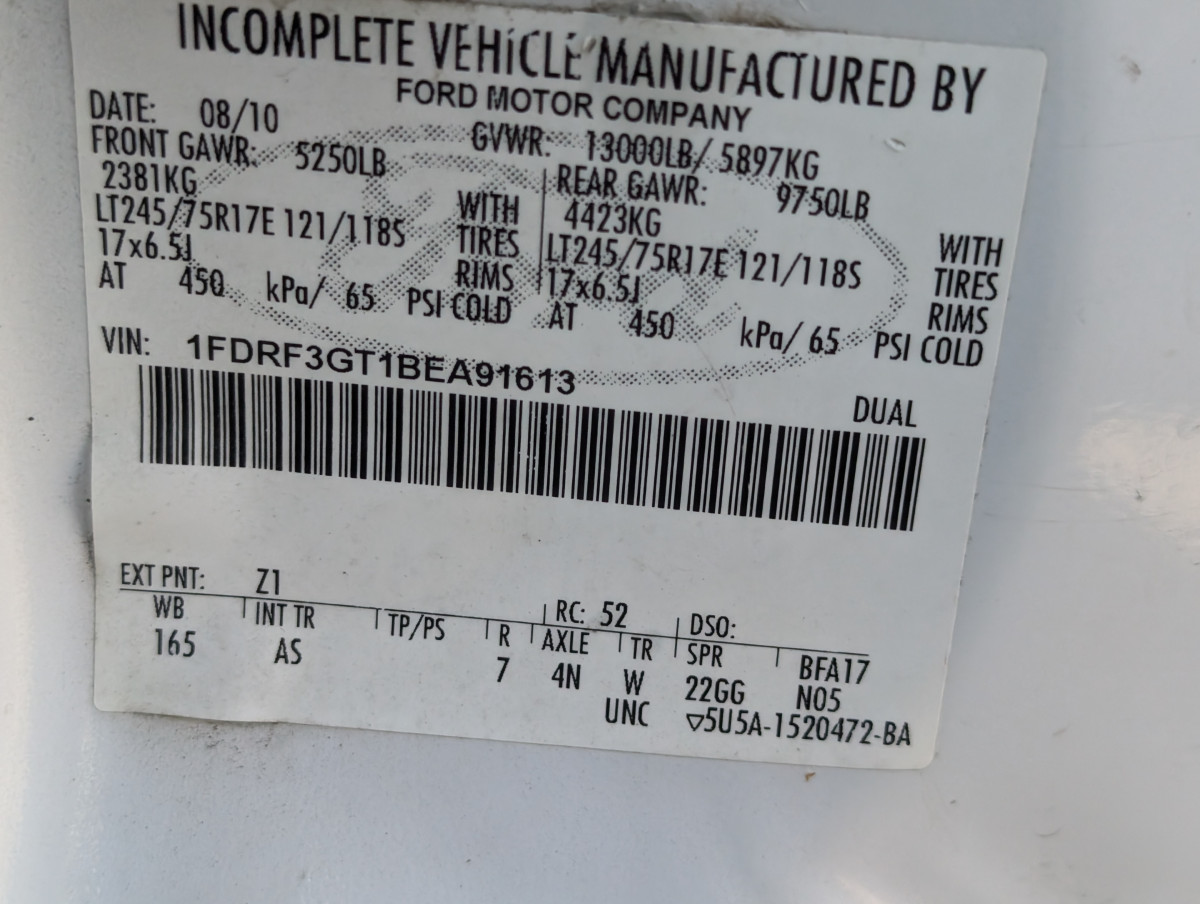 INCOMPLETE VEHICLE MANUFACTURED BY
FORD MOTOR COMPANY
DATE: 08/10 GVWR: 13000LB/ 5897KG
FRONT GAWR: 5250LB REAR GAWR: 9750LB
2381KG WITH 4423KG WITH
LT245/75R17E 121/118S TIRES LT245/75R17E 121/118S TIRES
17x6.5J RIMS 17x6.5J RIMS
AT 450 kPa/ 65 PSI COLD AT 450 kPa/ 65 PSI COLD
VIN: 1FDRF3GT1BEA91613
DUAL
EXT PNT: Z1 RC: 52 DSO:
WB INT TR TP/PS R AXLE TR SPR BFA17
165 AS 7 4N W 22GG N05
UNC ▽5U5A-1520472-BA